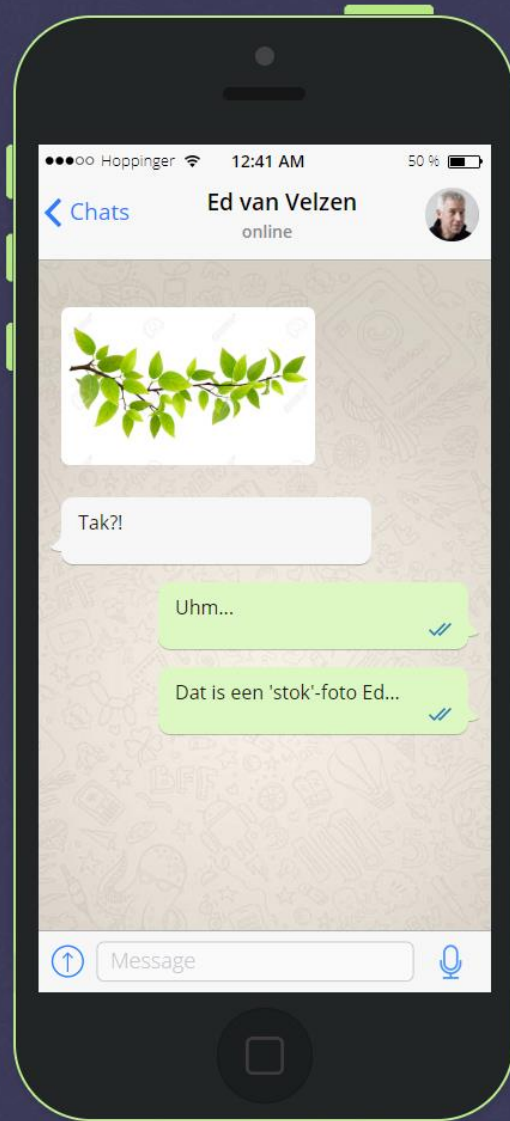 Hoppinger 12:41 AM 50 %
Chats Ed van Velzen
online
Tak?!
Uhm...
Dat is een 'stok'-foto Ed...
Message